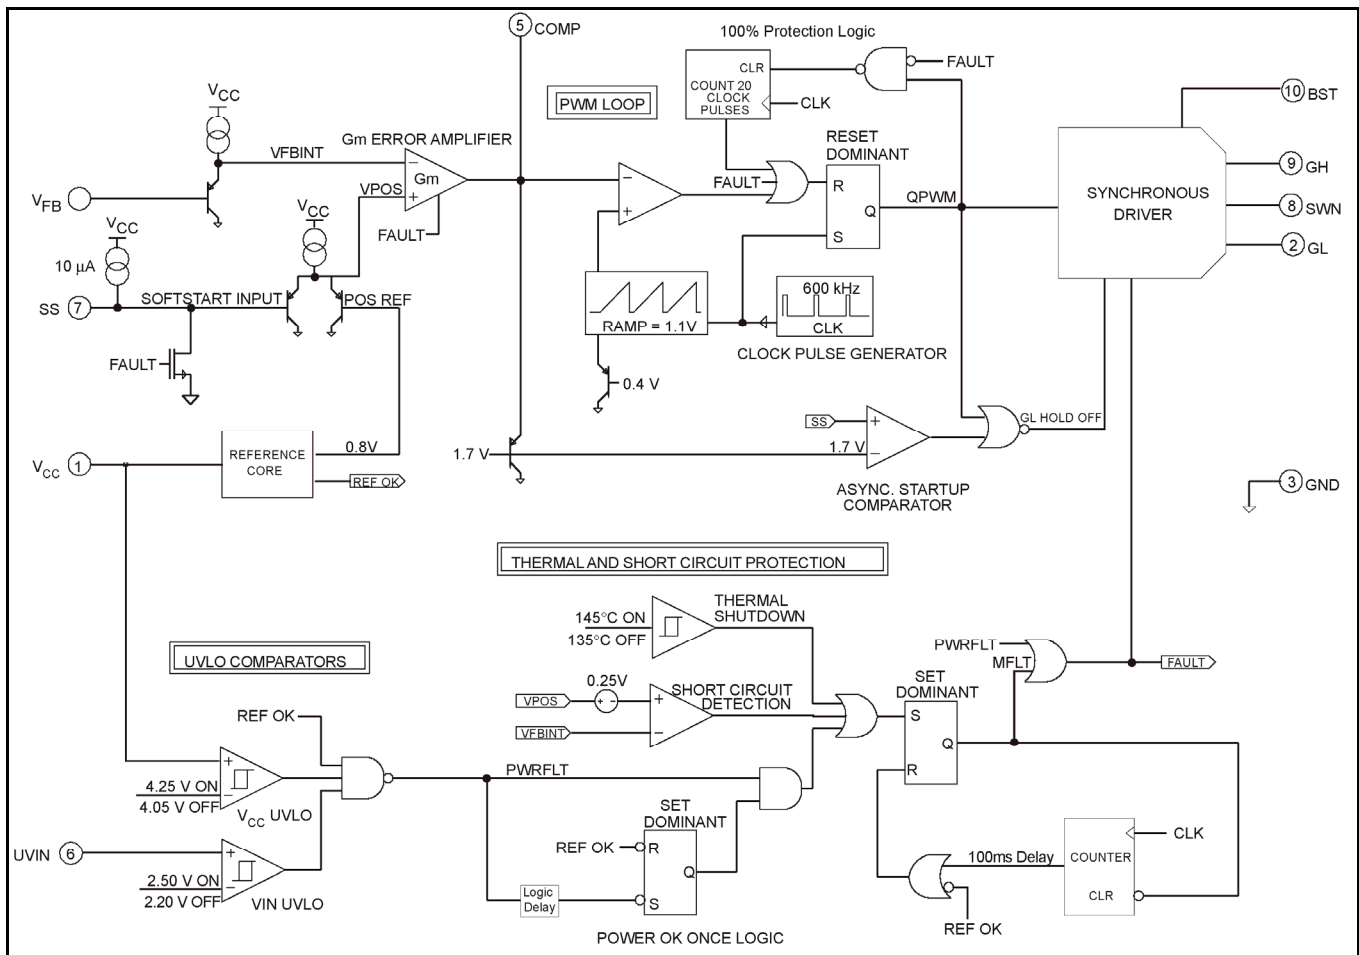 5 COMP
100% Protection Logic
FAULT
CLR
COUNT 20
CLOCK
PULSES
CLK
PWM LOOP
10 BST
VCC
Gm ERROR AMPLIFIER
VFBINT
Gm
VPOS
VFB
FAULT
RESET
DOMINANT
FAULT
R
Q
S
QPWM
SYNCHRONOUS
DRIVER
9 GH
8 SWN
2 GL
VCC
10 µA
VCC
SS 7
SOFTSTART INPUT
POS REF
FAULT
RAMP = 1.1V
600 kHz
CLK
CLOCK PULSE GENERATOR
0.4 V
SS
1.7 V
1.7 V
GL HOLD OFF
ASYNC. STARTUP
COMPARATOR
VCC 1
REFERENCE
CORE
0.8V
REF OK
3 GND
THERMAL AND SHORT CIRCUIT PROTECTION
145°C ON
135°C OFF
THERMAL
SHUTDOWN
UVLO COMPARATORS
0.25V
VPOS
VFBINT
SHORT CIRCUIT
DETECTION
SET
DOMINANT
S
Q
R
PWRFLT
MFLT
FAULT
REF OK
4.25 V ON
4.05 V OFF
VCC UVLO
PWRFLT
UVIN 6
2.50 V ON
2.20 V OFF
VIN UVLO
SET
DOMINANT
REF OK
R
Q
S
Logic
Delay
POWER OK ONCE LOGIC
100ms Delay
COUNTER
CLK
CLR
REF OK